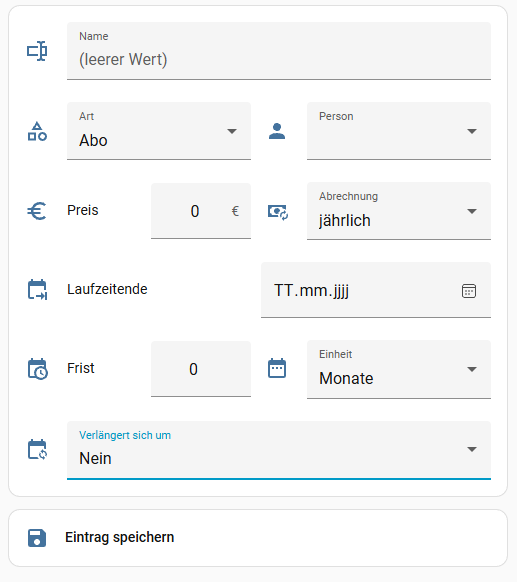 Name
(leerer Wert)
Art
Abo
Person
Preis
0 €
Abrechnung
jährlich
Laufzeitende
TT.mm.jjjj
Frist
0
Einheit
Monate
Verlängert sich um
Nein
Eintrag speichern